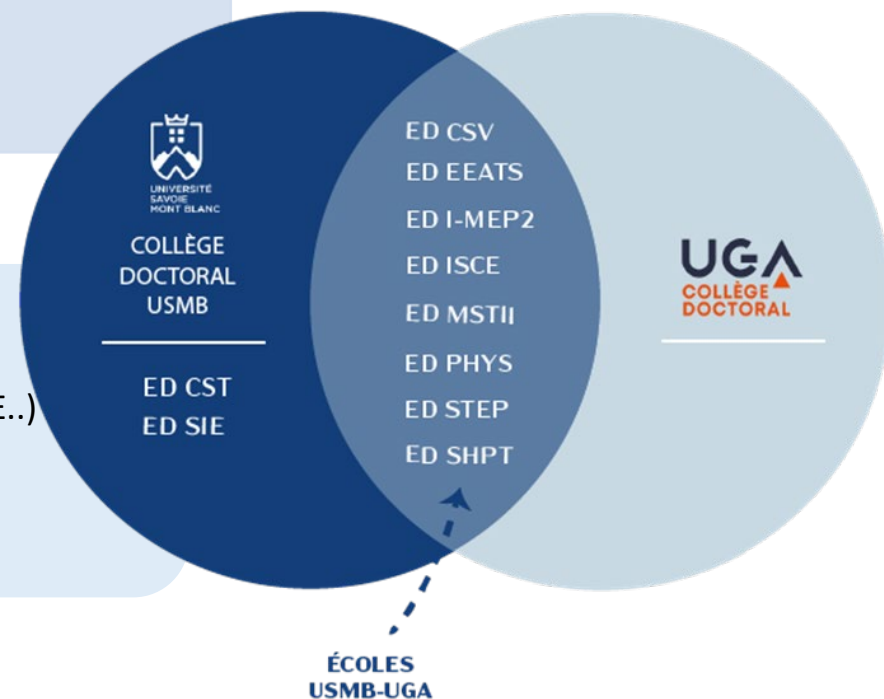 UNIVERSITÉ
SAVOIE
MONT BLANC
COLLÈGE
DOCTORAL
USMB
ED CST
ED SIE
E..)
ED CSV
ED EEATS
ED I-MEP2
ED ISCE
ED MSTII
ED PHYS
ED STEP
ED SHPT
UGA
COLLÈGE
DOCTORAL
ÉCOLES
USMB-UGA